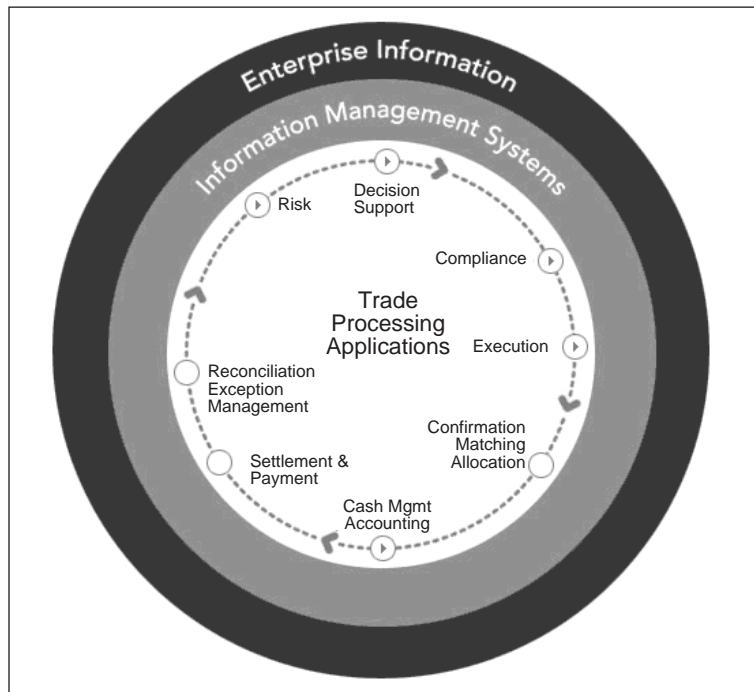 Enterprise Information
Information Management Systems
Decision
Support
Risk
Compliance
Trade
Processing
Applications
Execution
Reconciliation
Exception
Management
Confirmation
Matching
Allocation
Settlement &
Payment
Cash Mgmt
Accounting